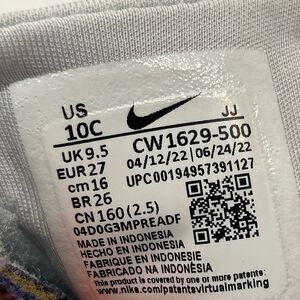 US JJ
10C CW1629-500
UK 9.5 04/12/22 06/24/22
EUR 27 UPC00194957391127
cm 16
BR 26
CN 160 (2.5)
04D0G3MPREADF
MADE IN INDONESIA
HECHO EN INDONESIA
FABRIQUE EN INDONESIE
FABRICADO NA INDONÉSIA
This product is covered by one or more patents:
www.nike.com/patentsvirtualmarking